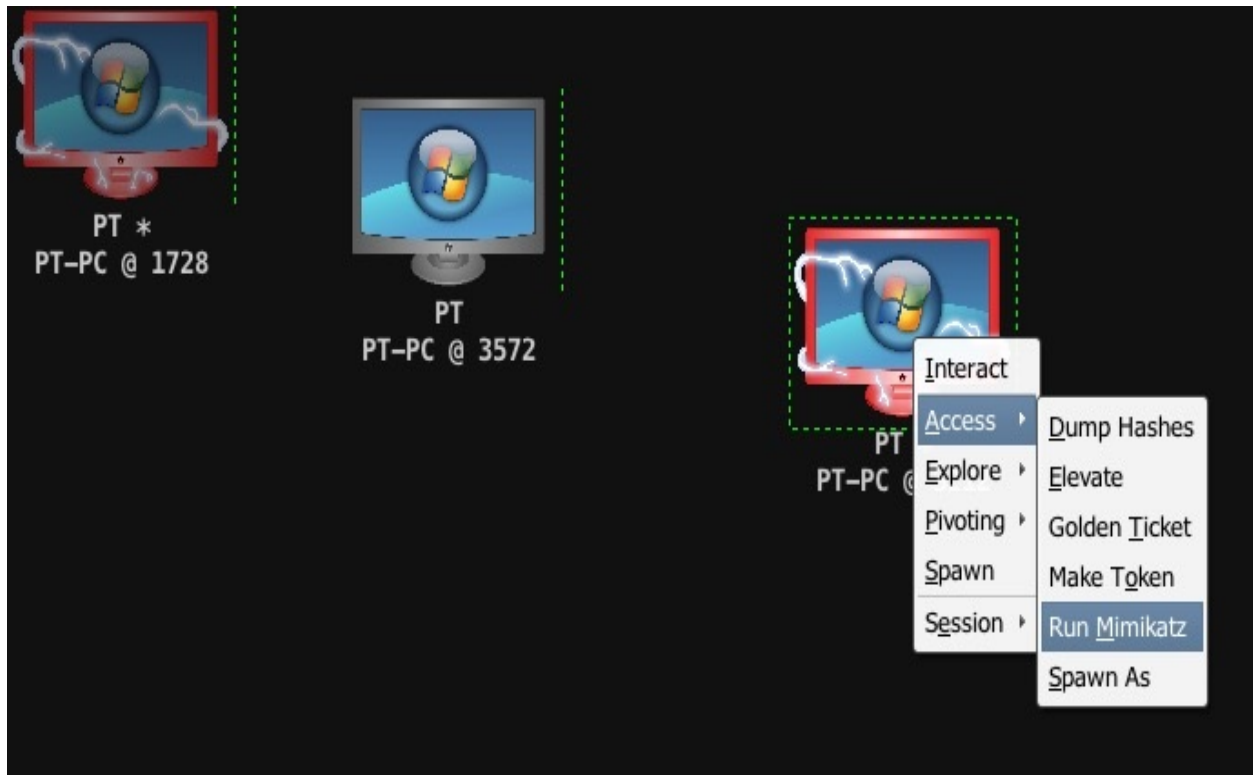 PT *
PT-PC @ 1728
PT
PT-PC @ 3572
PT
PT-PC @
Interact
Access
Explore
Pivoting
Spawn
Session
Dump Hashes
Elevate
Golden Ticket
Make Token
Run Mimikatz
Spawn As